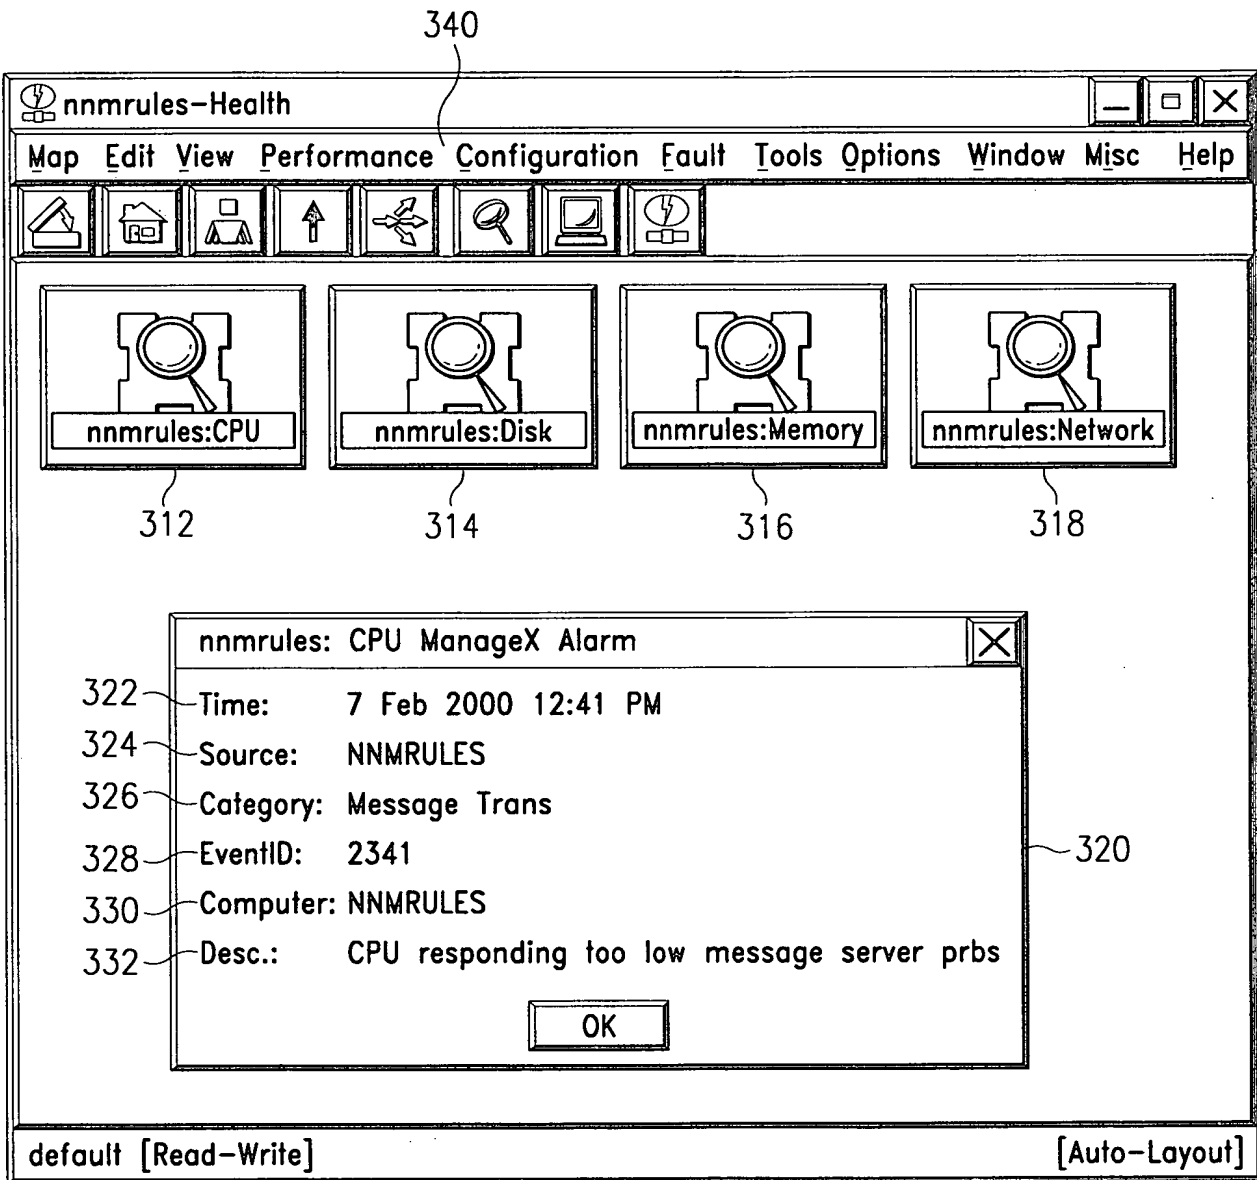 340
nnmrules-Health
Map Edit View Performance Configuration Fault Tools Options Window Misc Help
nnmrules:CPU nnmrules:Disk nnmrules:Memory nnmrules:Network
312 314 316 318
nnmrules: CPU ManageX Alarm
322 Time: 7 Feb 2000 12:41 PM
324 Source: NNMRULES
326 Category: Message Trans
328 EventID: 2341
320
330 Computer: NNMRULES
332 Desc.: CPU responding too low message server prbs
OK
default [Read-Write] [Auto-Layout]